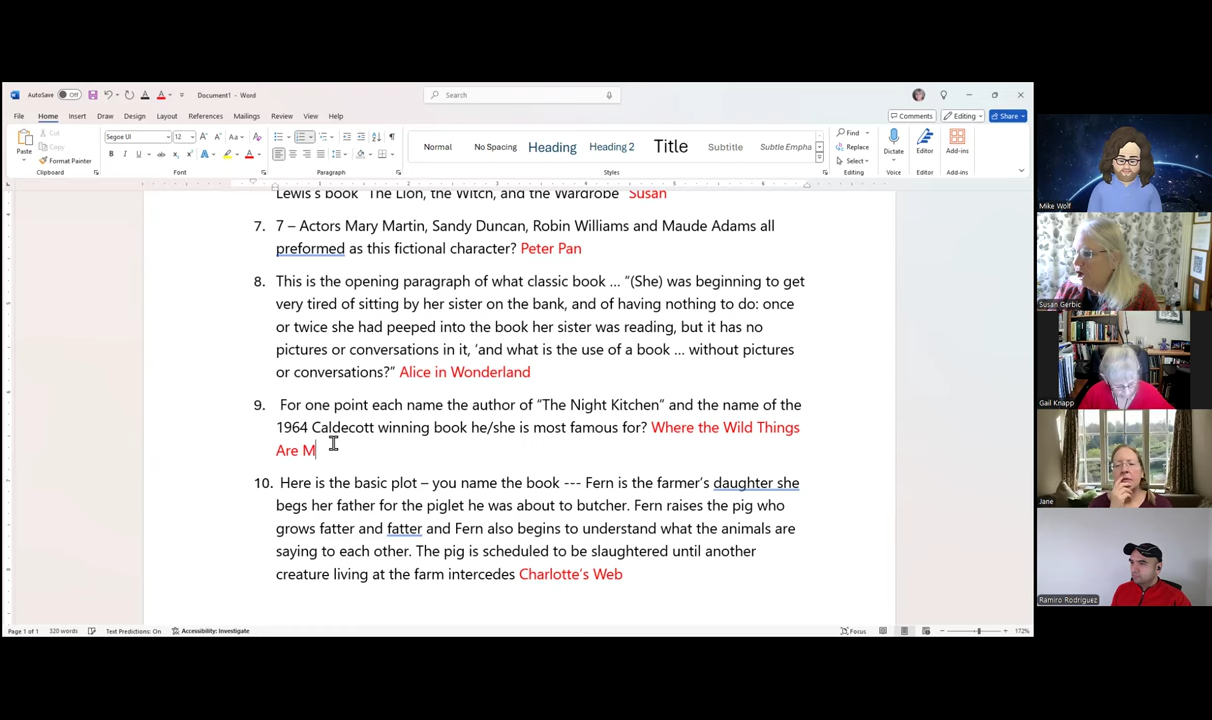 AutoSave Off Document1 - Word Search
File Home Insert Draw Design Layout References Mailings Review View Help Comments Editing Share
Paste Cut Copy Format Painter Clipboard
Segoe UI 12 Font
Paragraph
Normal No Spacing Heading Heading 2 Title Subtitle Subtle Empha Styles
Find Replace Select Editing
Dictate Voice
Editor Editor
Add-ins Add-ins
Lewis's book "The Lion, the Witch, and the Wardrobe" Susan
7. 7 – Actors Mary Martin, Sandy Duncan, Robin Williams and Maude Adams all
preformed as this fictional character? Peter Pan
8. This is the opening paragraph of what classic book ... "(She) was beginning to get
very tired of sitting by her sister on the bank, and of having nothing to do: once
or twice she had peeped into the book her sister was reading, but it has no
pictures or conversations in it, 'and what is the use of a book ... without pictures
or conversations?" Alice in Wonderland
9. For one point each name the author of "The Night Kitchen" and the name of the
1964 Caldecott winning book he/she is most famous for? Where the Wild Things
Are M
10. Here is the basic plot – you name the book --- Fern is the farmer's daughter she
begs her father for the piglet he was about to butcher. Fern raises the pig who
grows fatter and fatter and Fern also begins to understand what the animals are
saying to each other. The pig is scheduled to be slaughtered until another
creature living at the farm intercedes Charlotte's Web
Page 1 of 1 320 words Text Predictions: On Accessibility: Investigate Focus 172%
Mike Wolf
Susan Gerbic
Gail Knapp
Jane
Ramiro Rodríguez